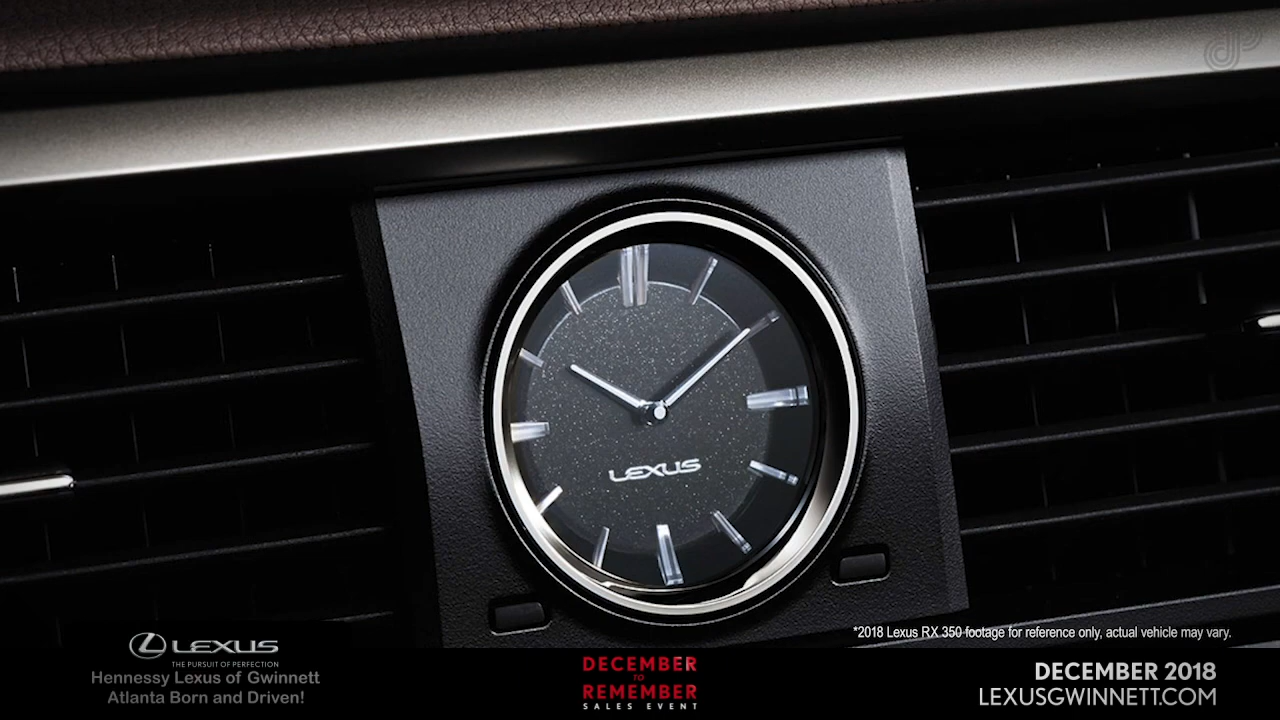 LEXUS
*2018 Lexus RX 350 footage for reference only, actual vehicle may vary.
LEXUS
THE PURSUIT OF PERFECTION
Hennessy Lexus of Gwinnett
Atlanta Born and Driven!
DECEMBER
TO
REMEMBER
SALES EVENT
DECEMBER 2018
LEXUSGWINNETT.COM